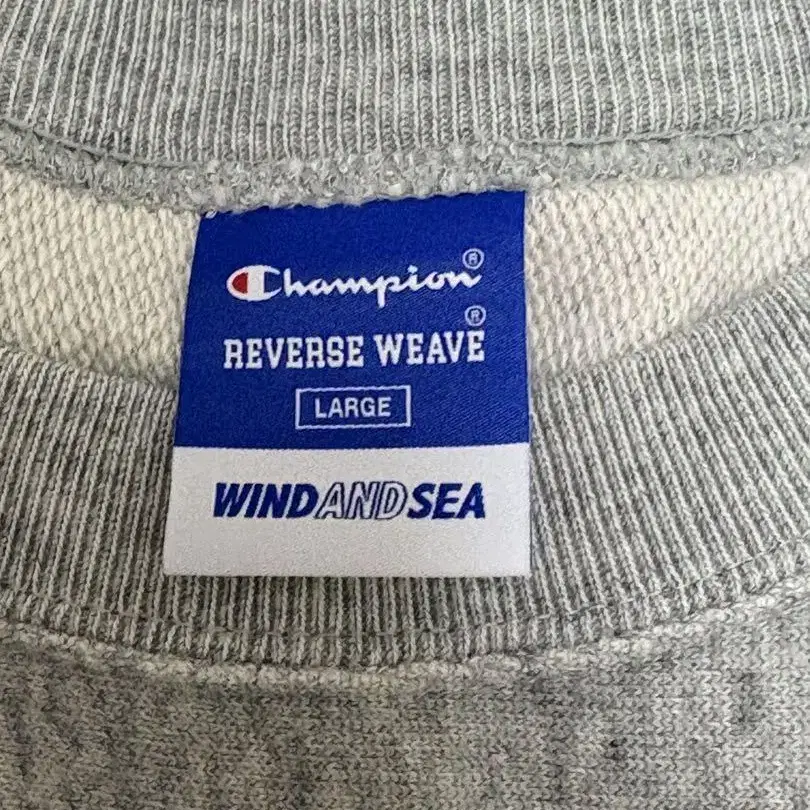 Champion®
®
REVERSE WEAVE
LARGE
WINDANDSEA